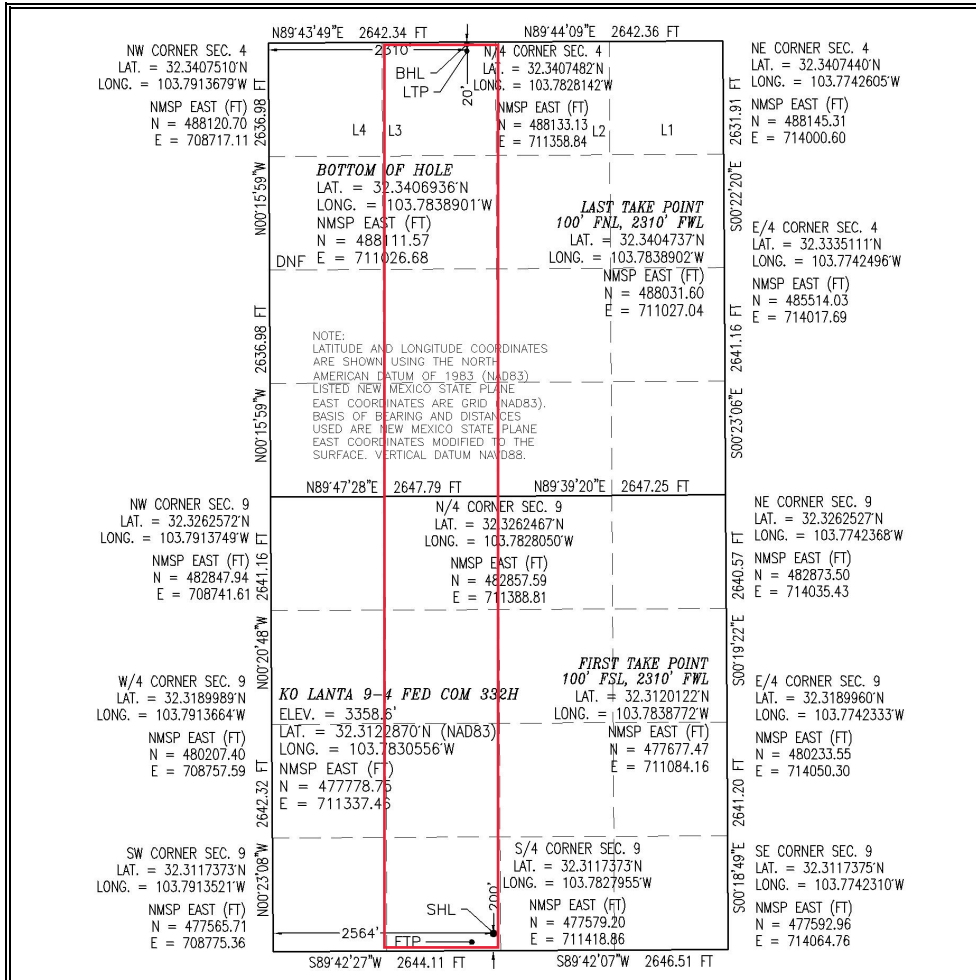 N89°43'49"E 2642.34 FT
N89°44'09"E 2642.36 FT
NW CORNER SEC. 4
LAT. = 32.3407510°N
LONG. = 103.7913679°W
NMSP EAST (FT)
N = 488120.70
E = 708717.11
2310'
BHL
LTP
20'
N/4 CORNER SEC. 4
LAT. = 32.3407482°N
LONG. = 103.7828142°W
NMSP EAST (FT)
N = 488133.13
E = 711358.84
NE CORNER SEC. 4
LAT. = 32.3407440°N
LONG. = 103.7742605°W
NMSP EAST (FT)
N = 488145.31
E = 714000.60
2636.98 FT
N00°15'59"W
L4
L3
L2
L1
2631.91 FT
S00°22'20"E
BOTTOM OF HOLE
LAT. = 32.3406936°N
LONG. = 103.7838901°W
NMSP EAST (FT)
N = 488111.57
E = 711026.68
DNF
LAST TAKE POINT
100' FNL, 2310' FWL
LAT. = 32.3404737°N
LONG. = 103.7838902°W
NMSP EAST (FT)
N = 488031.60
E = 711027.04
E/4 CORNER SEC. 4
LAT. = 32.3335111°N
LONG. = 103.7742496°W
NMSP EAST (FT)
N = 485514.03
E = 714017.69
2636.98 FT
N00°15'59"W
NOTE:
LATITUDE AND LONGITUDE COORDINATES
ARE SHOWN USING THE NORTH
AMERICAN DATUM OF 1983 (NAD83)
LISTED NEW MEXICO STATE PLANE
EAST COORDINATES ARE GRID (NAD83).
BASIS OF BEARING AND DISTANCES
USED ARE NEW MEXICO STATE PLANE
EAST COORDINATES MODIFIED TO THE
SURFACE. VERTICAL DATUM NAVD88.
2641.16 FT
S00°23'06"E
N89°47'28"E 2647.79 FT
N89°39'20"E 2647.25 FT
NW CORNER SEC. 9
LAT. = 32.3262572°N
LONG. = 103.7913749°W
NMSP EAST (FT)
N = 482847.94
E = 708741.61
N/4 CORNER SEC. 9
LAT. = 32.3262467°N
LONG. = 103.7828050°W
NMSP EAST (FT)
N = 482857.59
E = 711388.81
NE CORNER SEC. 9
LAT. = 32.3262527°N
LONG. = 103.7742368°W
NMSP EAST (FT)
N = 482873.50
E = 714035.43
2641.16 FT
N00°20'48"W
2640.57 FT
S00°19'22"E
W/4 CORNER SEC. 9
LAT. = 32.3189989°N
LONG. = 103.7913664°W
NMSP EAST (FT)
N = 480207.40
E = 708757.59
KO LANTA 9-4 FED COM 332H
ELEV. = 3358.6'
LAT. = 32.3122870°N (NAD83)
LONG. = 103.7830556°W
NMSP EAST (FT)
N = 477778.75
E = 711337.46
FIRST TAKE POINT
100' FSL, 2310' FWL
LAT. = 32.3120122°N
LONG. = 103.7838772°W
NMSP EAST (FT)
N = 477677.47
E = 711084.16
E/4 CORNER SEC. 9
LAT. = 32.3189960°N
LONG. = 103.7742333°W
NMSP EAST (FT)
N = 480233.55
E = 714050.30
2642.32 FT
N00°23'08"W
2641.20 FT
S00°18'49"E
SW CORNER SEC. 9
LAT. = 32.3117373°N
LONG. = 103.7913521°W
NMSP EAST (FT)
N = 477565.71
E = 708775.36
SHL
200'
2564'
FTP
S/4 CORNER SEC. 9
LAT. = 32.3117373°N
LONG. = 103.7827955°W
NMSP EAST (FT)
N = 477579.20
E = 711418.86
SE CORNER SEC. 9
LAT. = 32.3117375°N
LONG. = 103.7742310°W
NMSP EAST (FT)
N = 477592.96
E = 714064.76
S89°42'27"W 2644.11 FT
S89°42'07"W 2646.51 FT